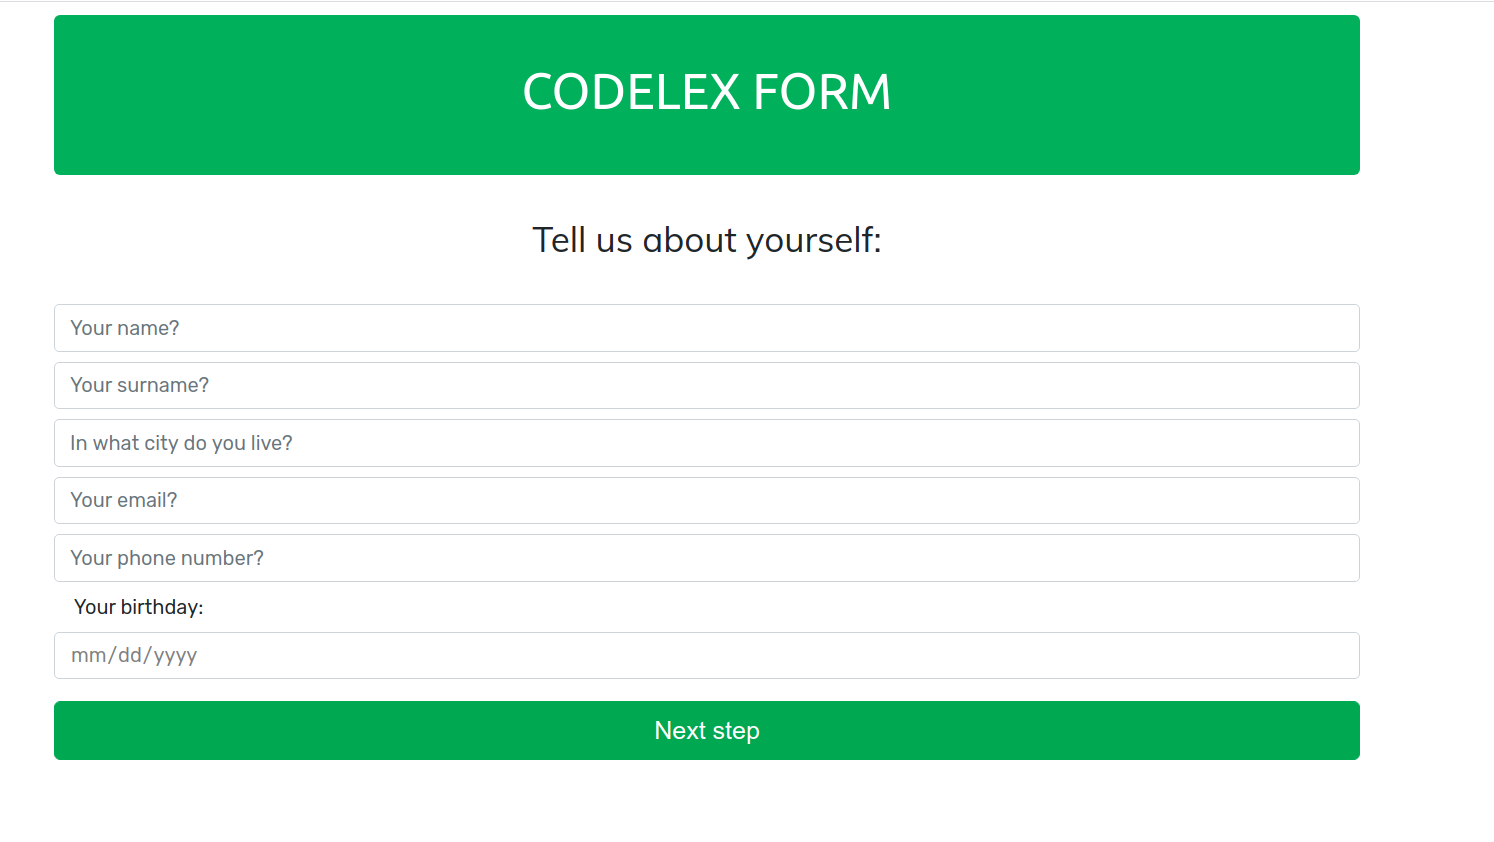 CODELEX FORM
Tell us about yourself:
Your name?
Your surname?
In what city do you live?
Your email?
Your phone number?
Your birthday:
mm/dd/yyyy
Next step